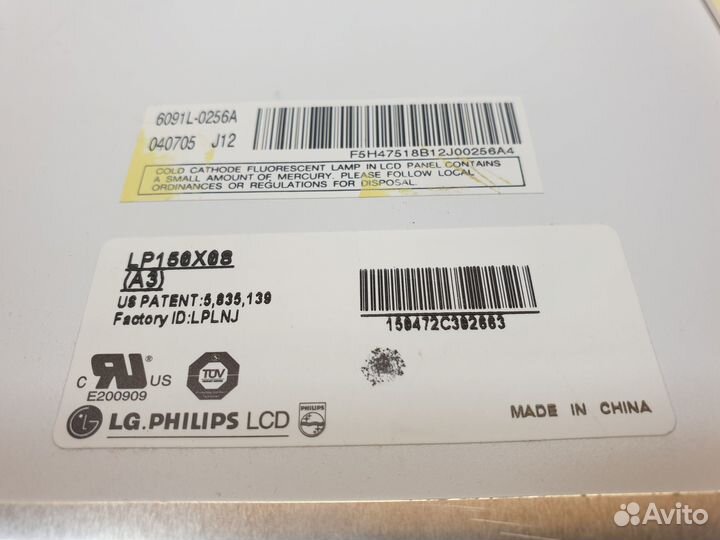 6091L-0256A
040705 J12
F5H47518B12J00256A4
COLD CATHODE FLUORESCENT LAMP IN LCD PANEL CONTAINS
A SMALL AMOUNT OF MERCURY. PLEASE FOLLOW LOCAL
ORDINANCES OR REGULATIONS FOR DISPOSAL.
LP150X08
(A3)
US PATENT:5,835,139
Factory ID:LPLNJ
150472C302663
C RU US
E200909
TÜV
LG.PHILIPS LCD
PHILIPS
MADE IN CHINA
Avito